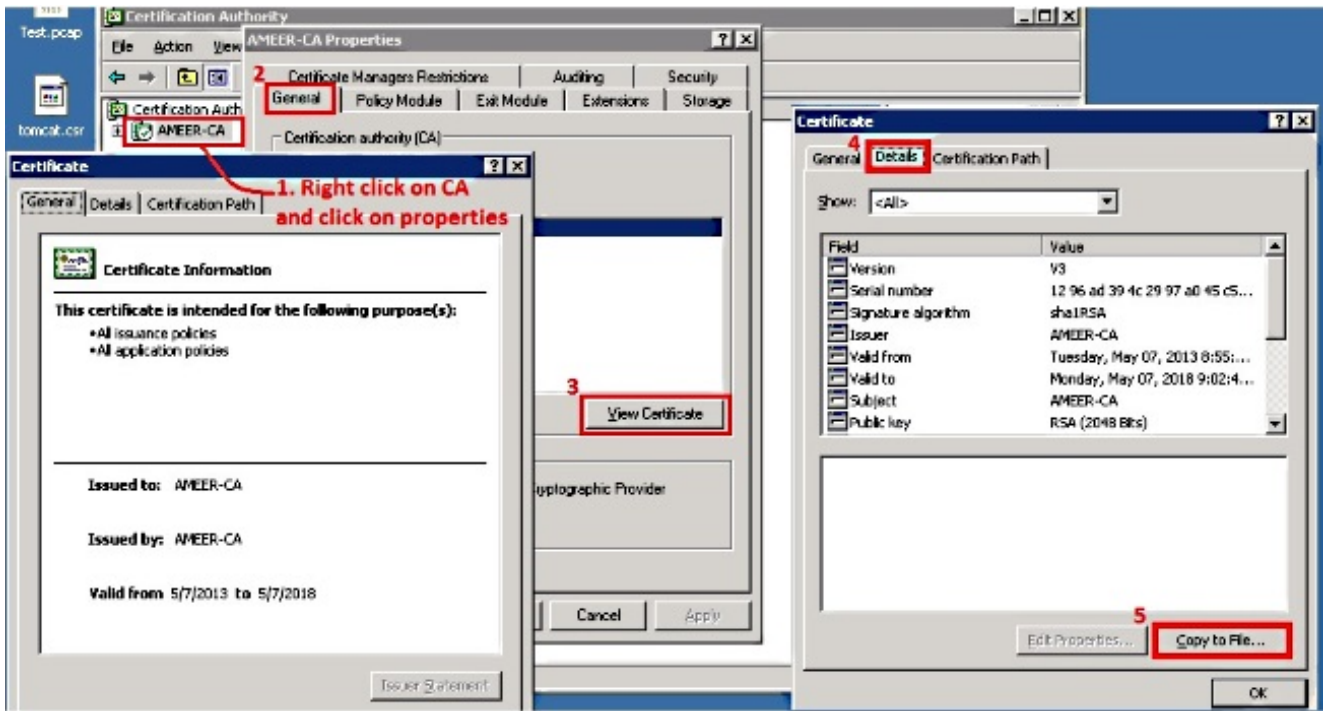 Test.pcap
tomcat.csr
Certification Authority
File Action View
Certification Auth
AMEER-CA
1. Right click on CA
and click on properties
AMEER-CA Properties
2
Certificate Managers Restrictions Auditing Security
General Policy Module Exit Module Extensions Storage
Certification authority (CA)
3
View Certificate
Cryptographic Provider
Cancel Apply
Certificate
General Details Certification Path
Certificate Information
This certificate is intended for the following purpose(s):
•All issuance policies
•All application policies
Issued to: AMEER-CA
Issued by: AMEER-CA
Valid from 5/7/2013 to 5/7/2018
Issuer Statement
Certificate
4
General Details Certification Path
Show: <All>
Field Value
Version V3
Serial number 12 96 ad 39 4c 29 97 a0 45 c5...
Signature algorithm sha1RSA
Issuer AMEER-CA
Valid from Tuesday, May 07, 2013 8:55:...
Valid to Monday, May 07, 2018 9:02:4...
Subject AMEER-CA
Public key RSA (2048 Bits)
5
Edit Properties... Copy to File...
OK